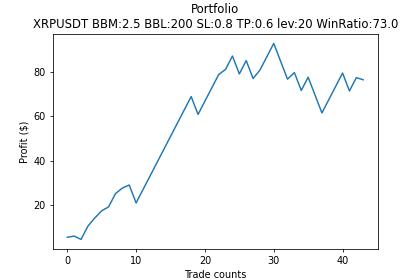 Portfolio
XRPUSDT BBM:2.5 BBL:200 SL:0.8 TP:0.6 lev:20 WinRatio:73.0
80
60
40
20
Profit ($)
0 10 20 30 40
Trade counts